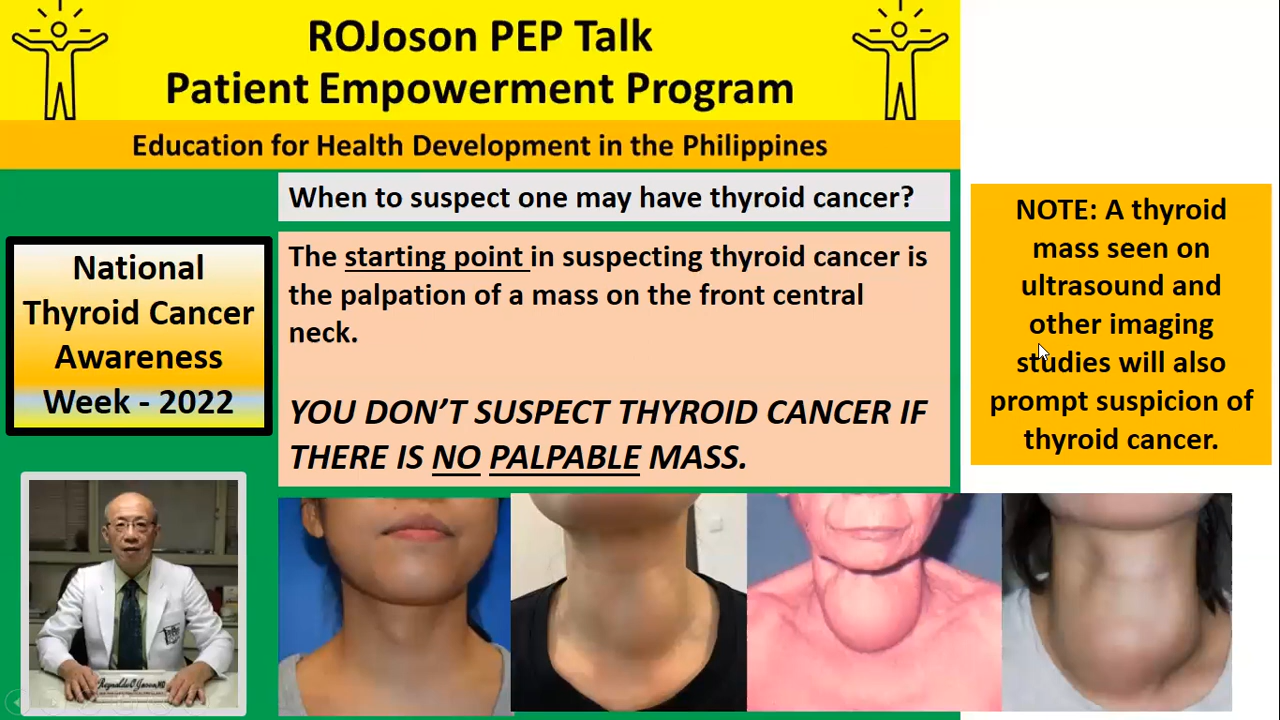 ROJoson PEP Talk
Patient Empowerment Program
Education for Health Development in the Philippines
When to suspect one may have thyroid cancer?
National
Thyroid Cancer
Awareness
Week - 2022
The starting point in suspecting thyroid cancer is
the palpation of a mass on the front central
neck.
YOU DON’T SUSPECT THYROID CANCER IF
THERE IS NO PALPABLE MASS.
NOTE: A thyroid
mass seen on
ultrasound and
other imaging
studies will also
prompt suspicion of
thyroid cancer.